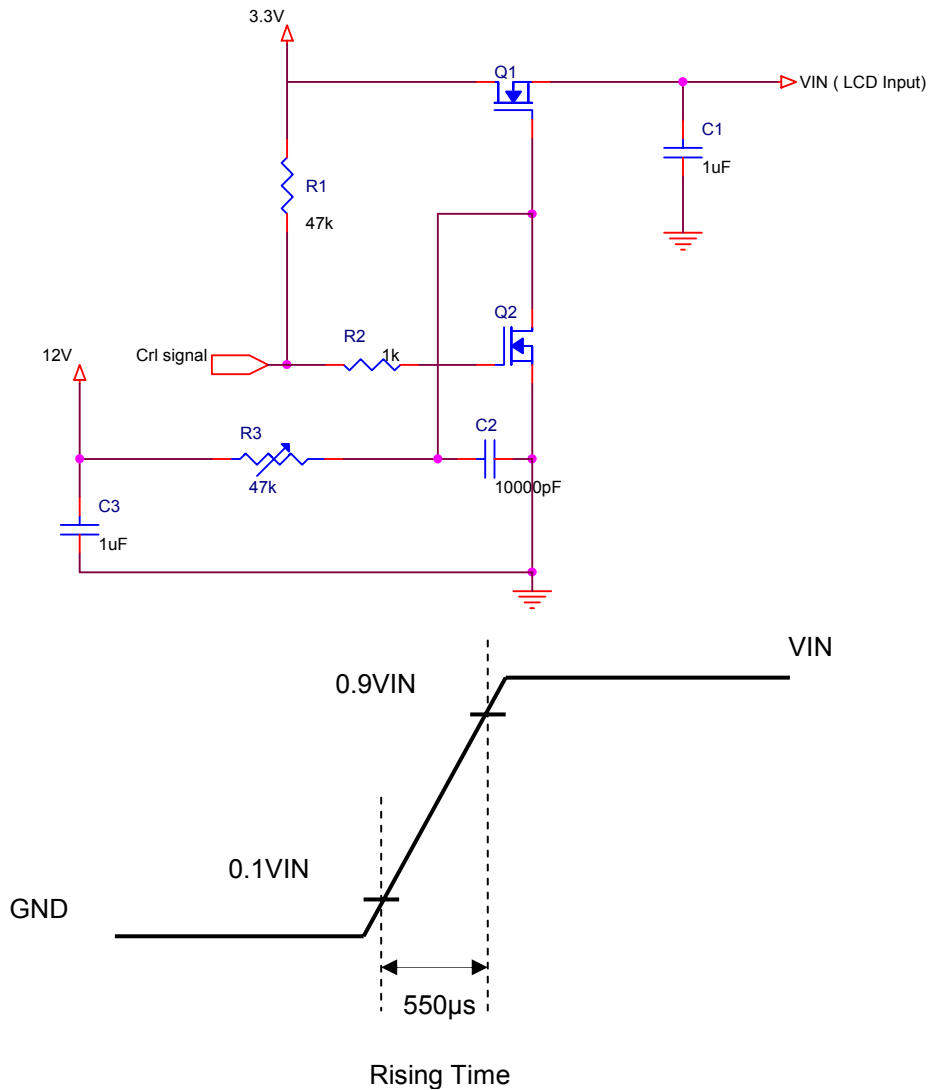 3.3V
Q1
VIN ( LCD Input)
C1
1uF
R1
47k
Q2
R2
1k
12V
Crl signal
C2
R3
10000pF
47k
C3
1uF
VIN
0.9VIN
0.1VIN
GND
550µs
Rising Time